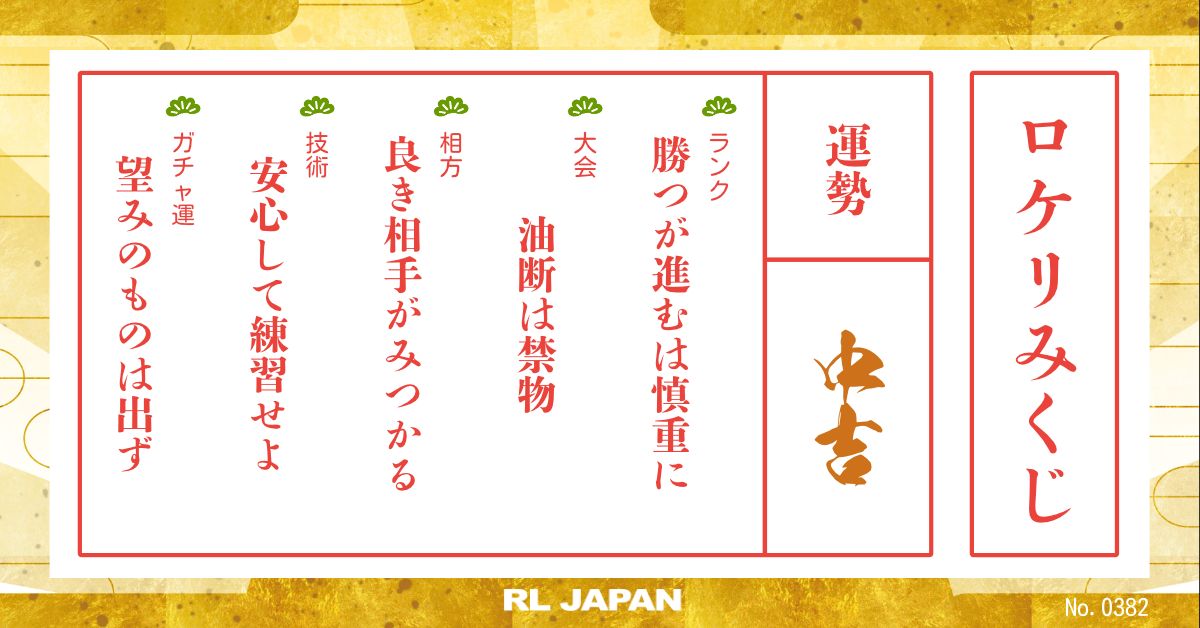 ロケリみくじ
運勢
中吉
ランク
勝つが進むは慎重に
大会
油断は禁物
相方
良き相手がみつかる
技術
安心して練習せよ
ガチャ運
望みのものは出ず
RL JAPAN
No. 0382